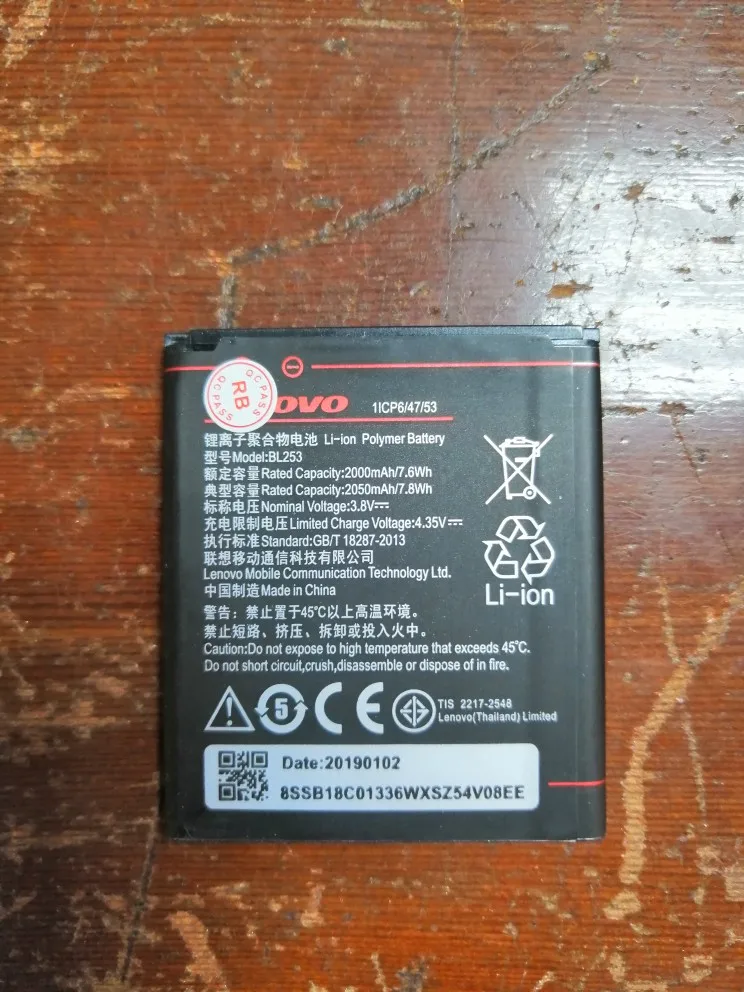 QC PASS
RB
QC PASS
OVO
1ICP6/47/53
锂离子聚合物电池 Li-ion Polymer Battery
型号Model:BL253
额定容量Rated Capacity:2000mAh/7.6Wh
典型容量Rated Capacity:2050mAh/7.8Wh
标称电压Nominal Voltage:3.8V⎓
充电限制电压Limited Charge Voltage:4.35V⎓
执行标准Standard:GB/T 18287-2013
联想移动通信科技有限公司
Lenovo Mobile Communication Technology Ltd.
中国制造Made in China
Li-ion
警告：禁止置于45℃以上高温环境。
禁止短路、挤压、拆卸或投入火中。
Caution:Do not expose to high temperature that exceeds 45℃.
Do not short circuit,crush,disassemble or dispose of in fire.
5
CE
TIS 2217-2548
Lenovo(Thailand) Limited
Date:20190102
8SSB18C01336WXSZ54V08EE